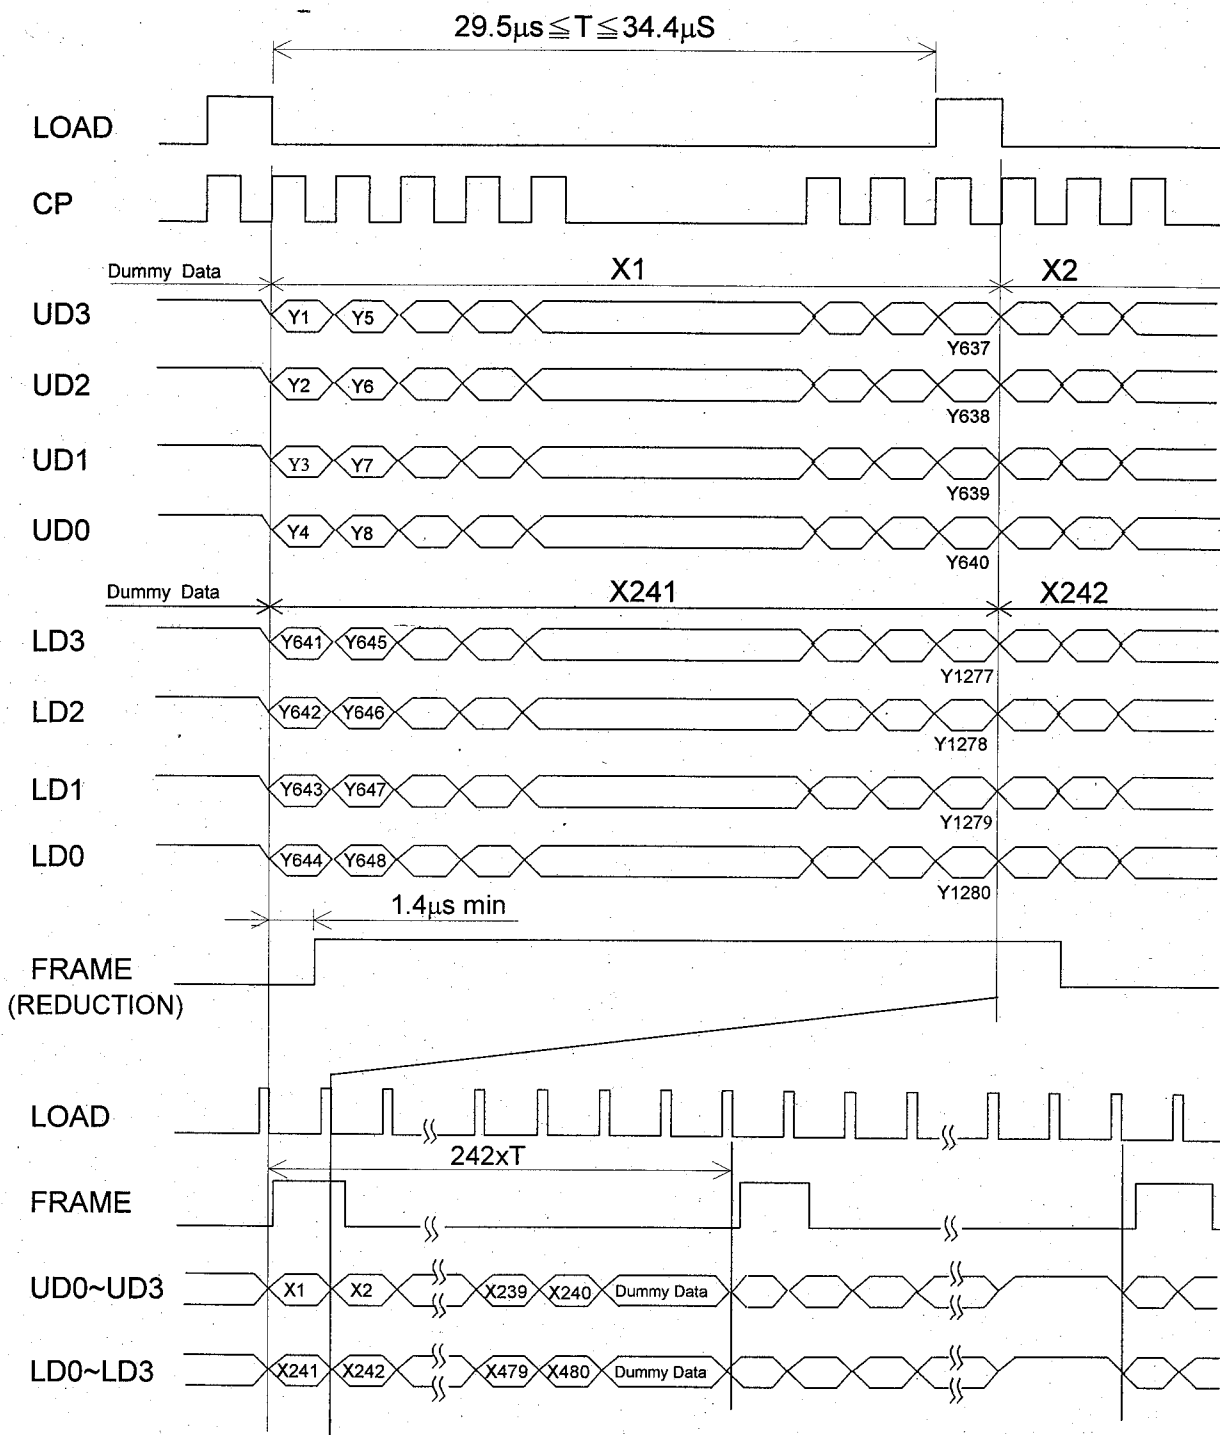 29.5μs≦T≦34.4μS
LOAD
CP
Dummy Data X1 X2
UD3 Y1 Y5
Y637
UD2 Y2 Y6
Y638
UD1 Y3 Y7
Y639
UD0 Y4 Y8
Y640
Dummy Data X241 X242
LD3 Y641 Y645
Y1277
LD2 Y642 Y646
Y1278
LD1 Y643 Y647
Y1279
LD0 Y644 Y648
Y1280
1.4μs min
FRAME
(REDUCTION)
LOAD
242xT
FRAME
UD0~UD3 X1 X2 X239 X240 Dummy Data
LD0~LD3 X241 X242 X479 X480 Dummy Data